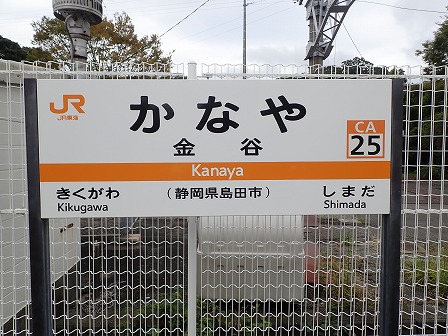 JR
JR東海
かなや
金谷
CA
25
Kanaya
きくがわ
Kikugawa
(静岡県島田市)
しまだ
Shimada